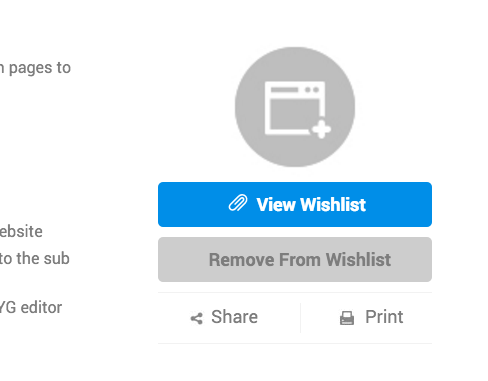 pages to
View Wishlist
ebsite
Remove From Wishlist
to the sub
YG editor
Share
Print